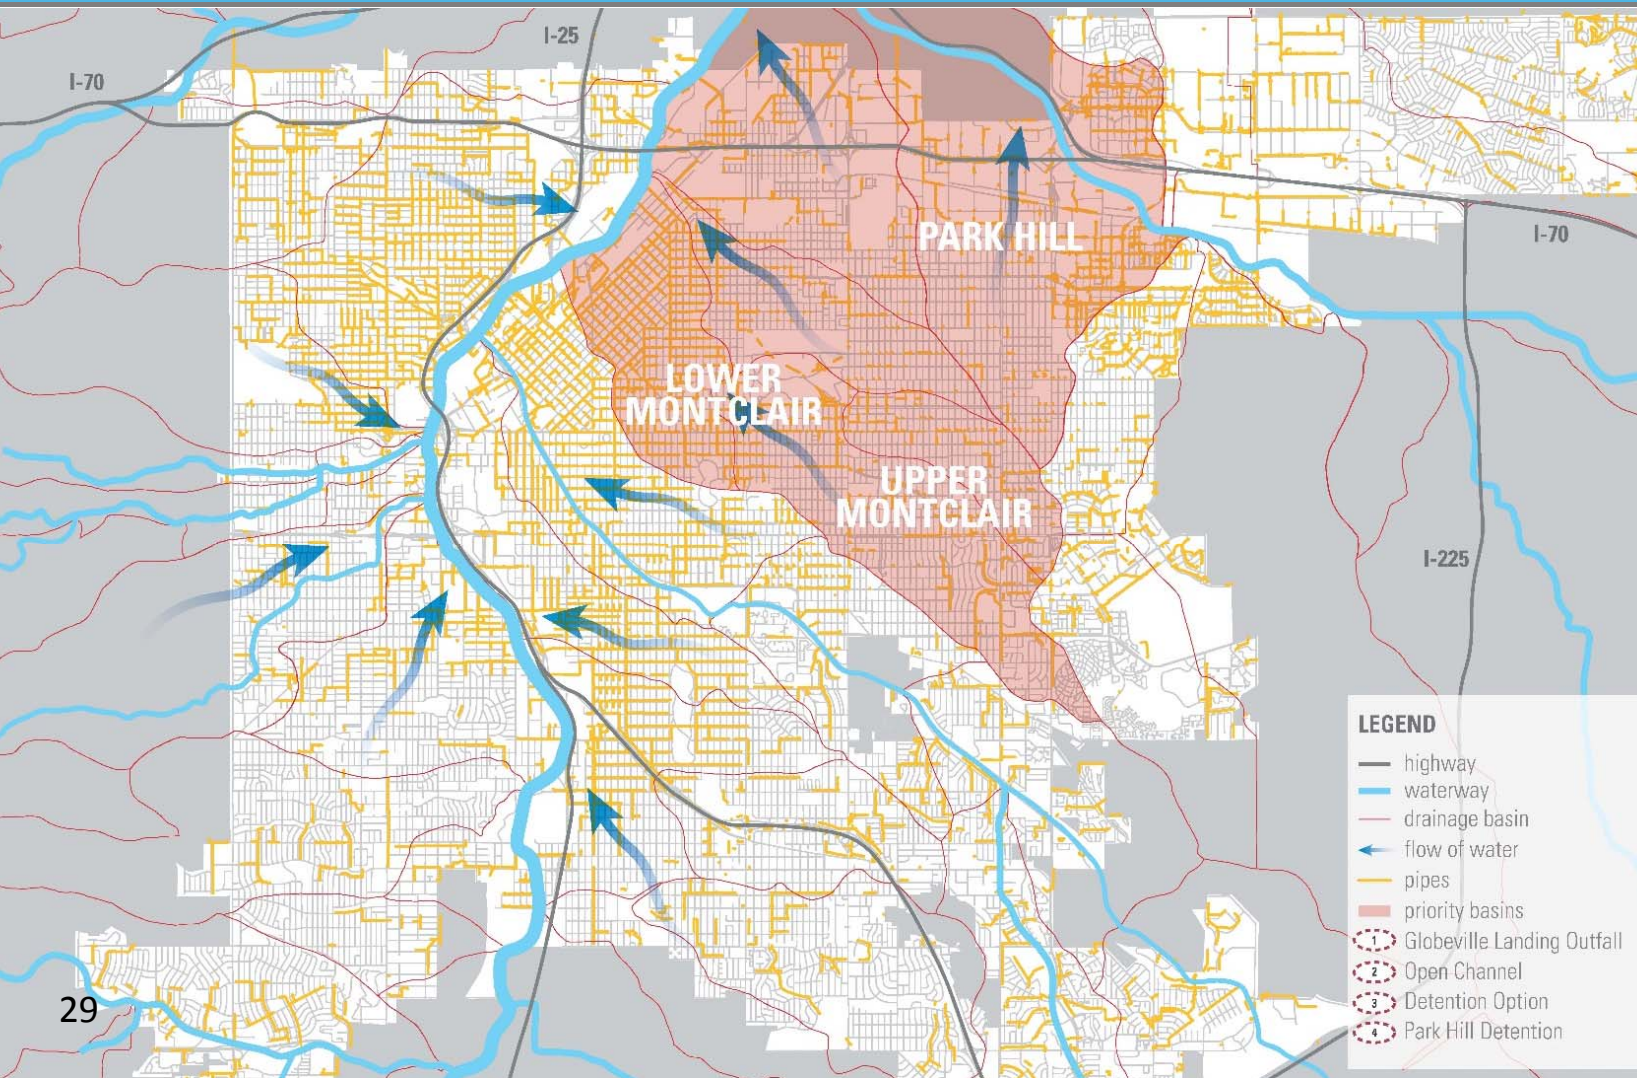 I-25
I-70
PARK HILL
I-70
LOWER
MONTCLAIR
UPPER
MONTCLAIR
I-225
LEGEND
highway
waterway
drainage basin
flow of water
pipes
priority basins
1 Globeville Landing Outfall
2 Open Channel
3 Detention Option
4 Park Hill Detention
29